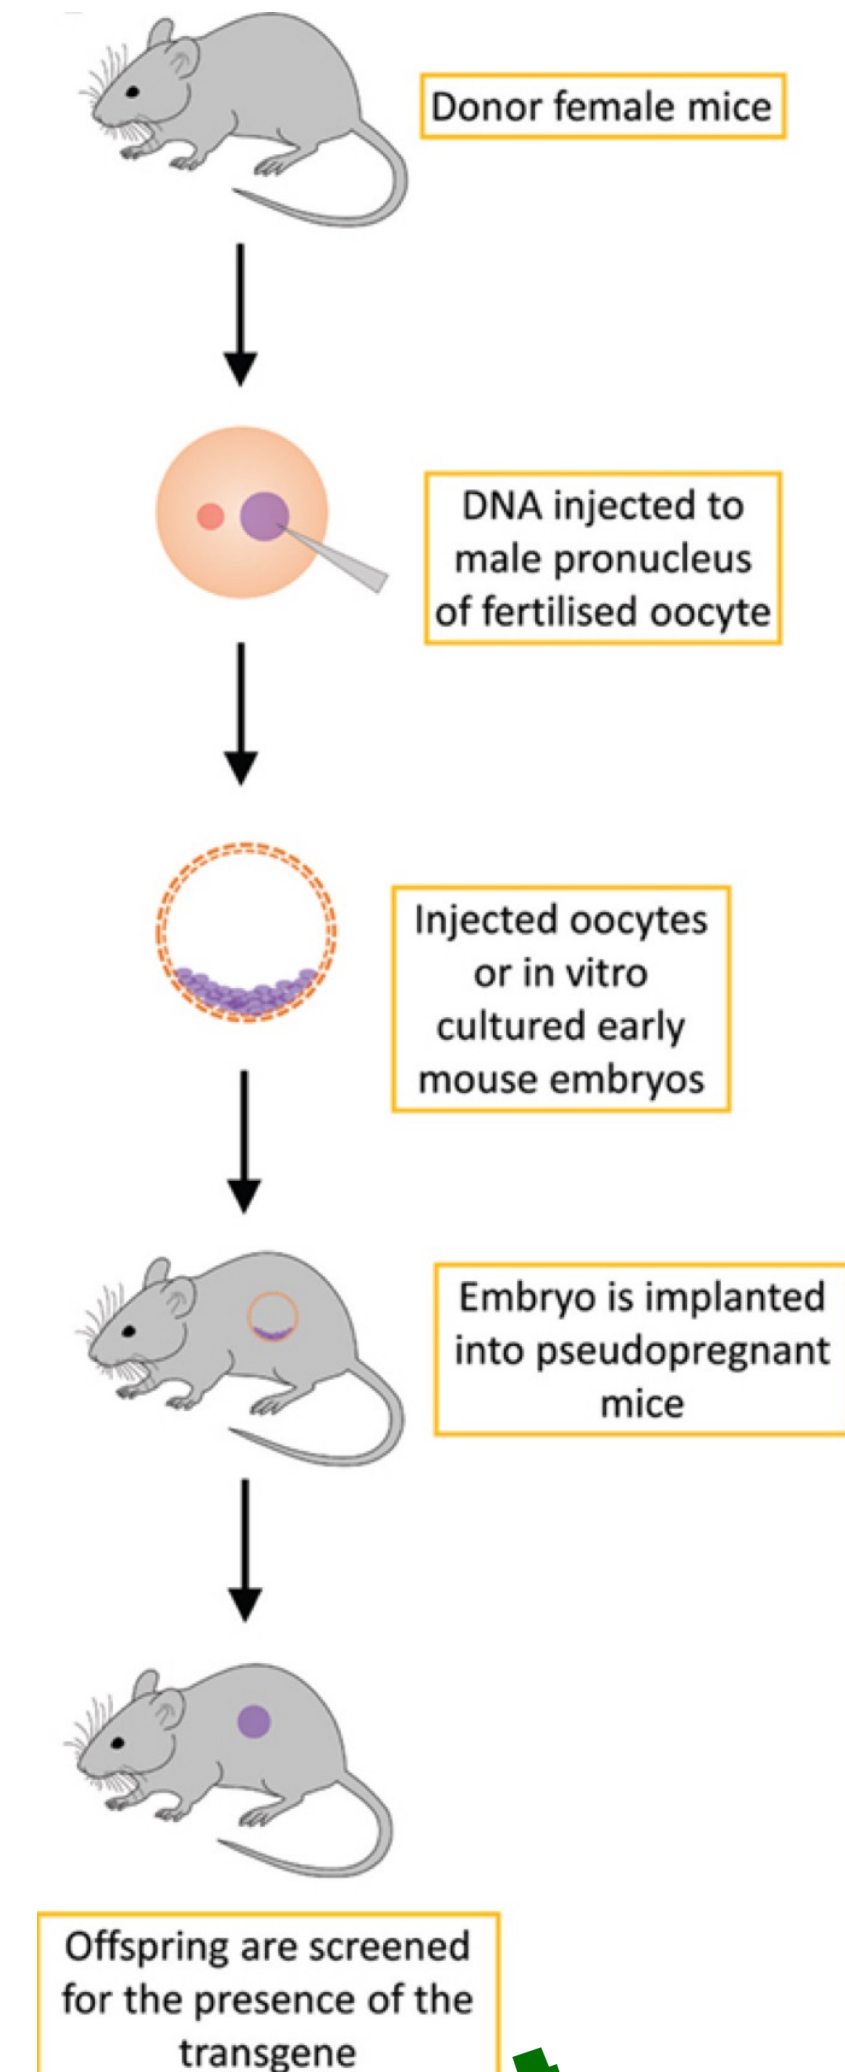 Donor female mice
DNA injected to
male pronucleus
of fertilised oocyte
Injected oocytes
or in vitro
cultured early
mouse embryos
Embryo is implanted
into pseudopregnant
mice
Offspring are screened
for the presence of the
transgene